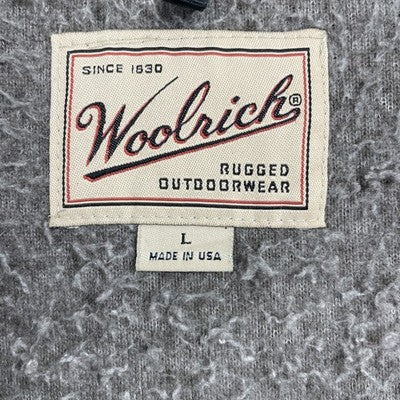 SINCE 1830
Woolrich®
RUGGED
OUTDOORWEAR
L
MADE IN USA